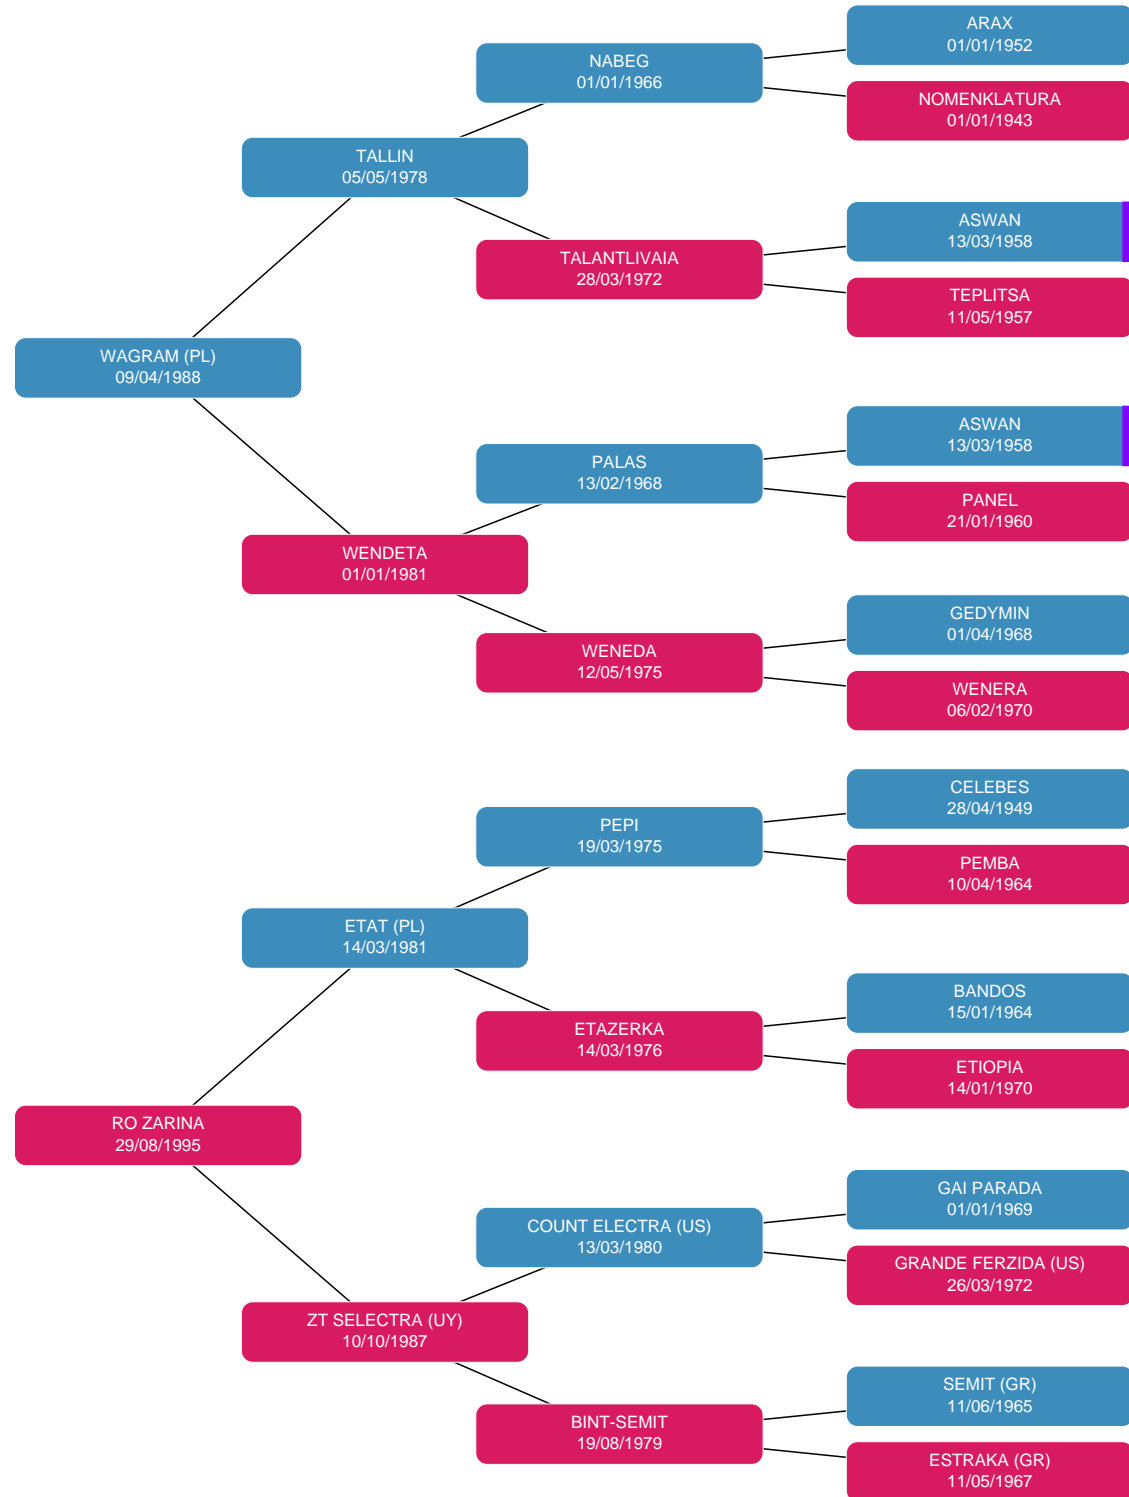 ARAX
01/01/1952
NABEG
01/01/1966
NOMENKLATURA
01/01/1943
TALLIN
05/05/1978
ASWAN
13/03/1958
TALANTLIVAIA
28/03/1972
TEPLITSA
11/05/1957
WAGRAM (PL)
09/04/1988
ASWAN
13/03/1958
PALAS
13/02/1968
PANEL
21/01/1960
WENDETA
01/01/1981
GEDYMIN
01/04/1968
WENEDA
12/05/1975
WENERA
06/02/1970
CELEBES
28/04/1949
PEPI
19/03/1975
PEMBA
10/04/1964
ETAT (PL)
14/03/1981
BANDOS
15/01/1964
ETAZERKA
14/03/1976
ETIOPIA
14/01/1970
RO ZARINA
29/08/1995
GAI PARADA
01/01/1969
COUNT ELECTRA (US)
13/03/1980
GRANDE FERZIDA (US)
26/03/1972
ZT SELECTRA (UY)
10/10/1987
SEMIT (GR)
11/06/1965
BINT-SEMIT
19/08/1979
ESTRAKA (GR)
11/05/1967